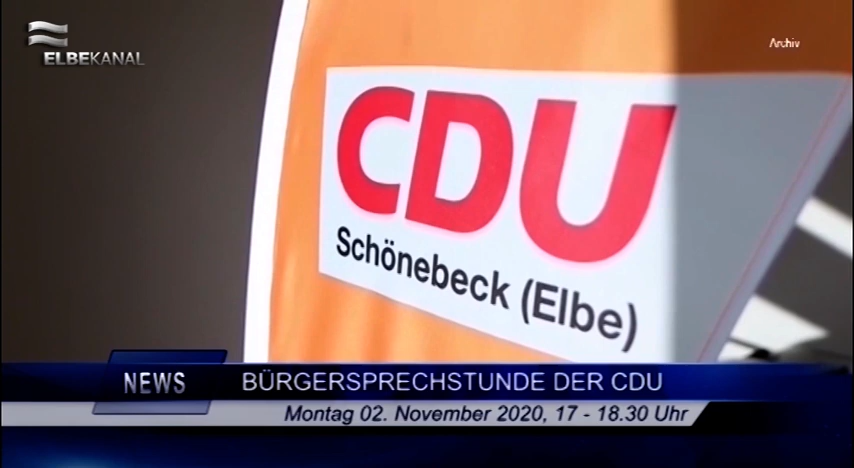 ELBEKANAL
Archiv
CDU
Schönebeck (Elbe)
NEWS
BÜRGERSPRECHSTUNDE DER CDU
Montag 02. November 2020, 17 - 18.30 Uhr